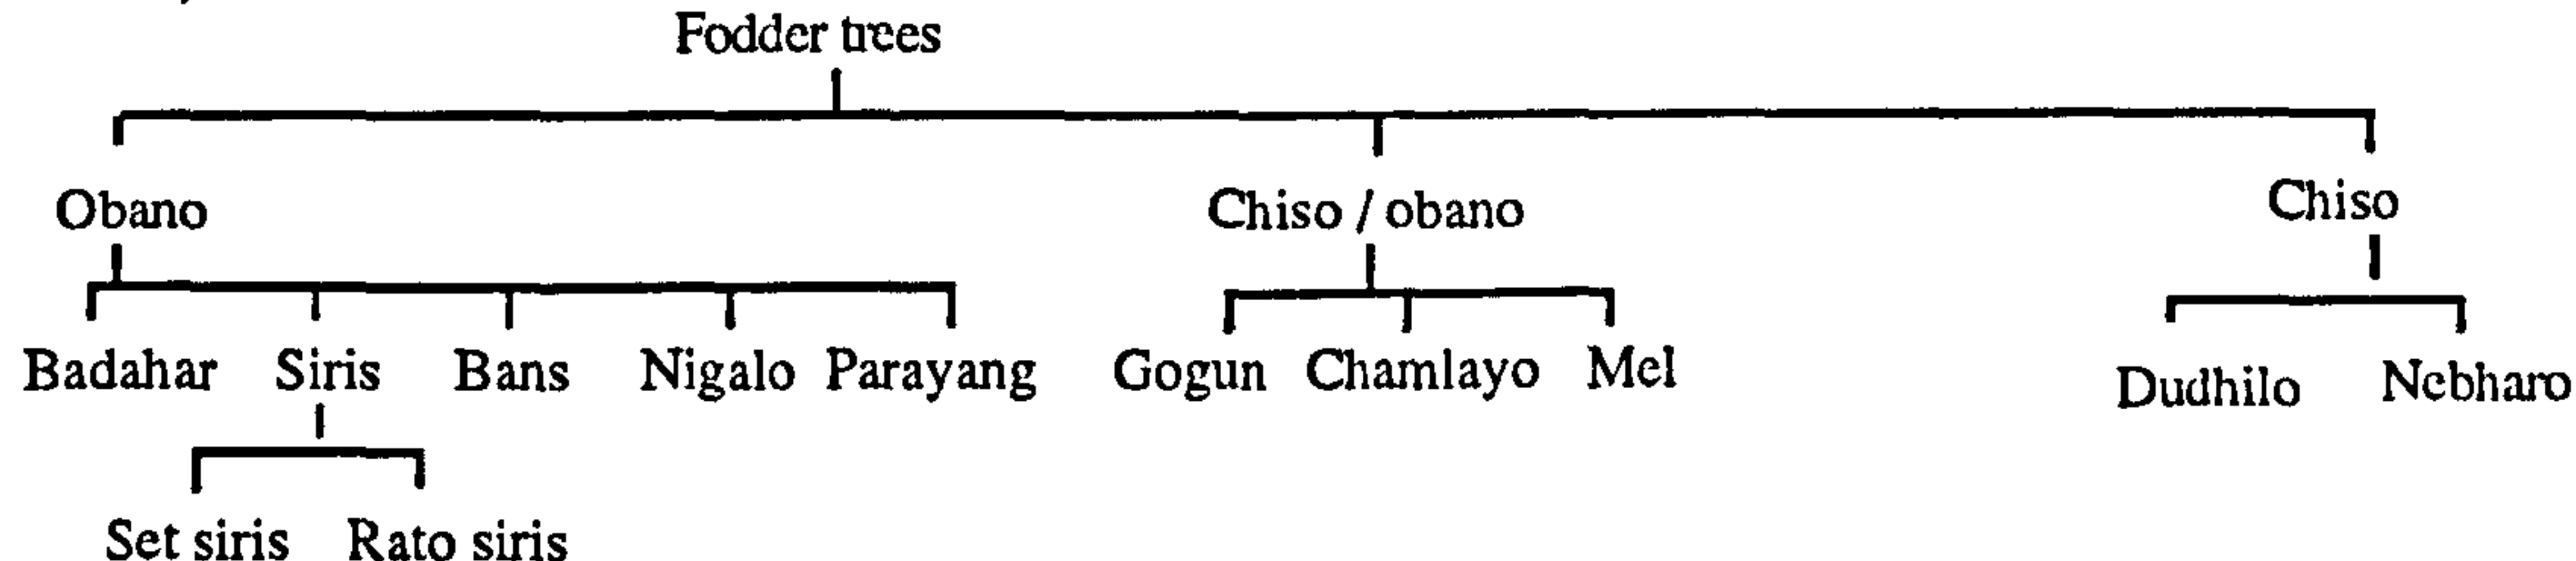 Fodder trees
Obano Chiso / obano Chiso
Badahar Siris Bans Nigalo Parayang Gogun Chamlayo Mel Dudhilo Nebharo
Set siris Rato siris